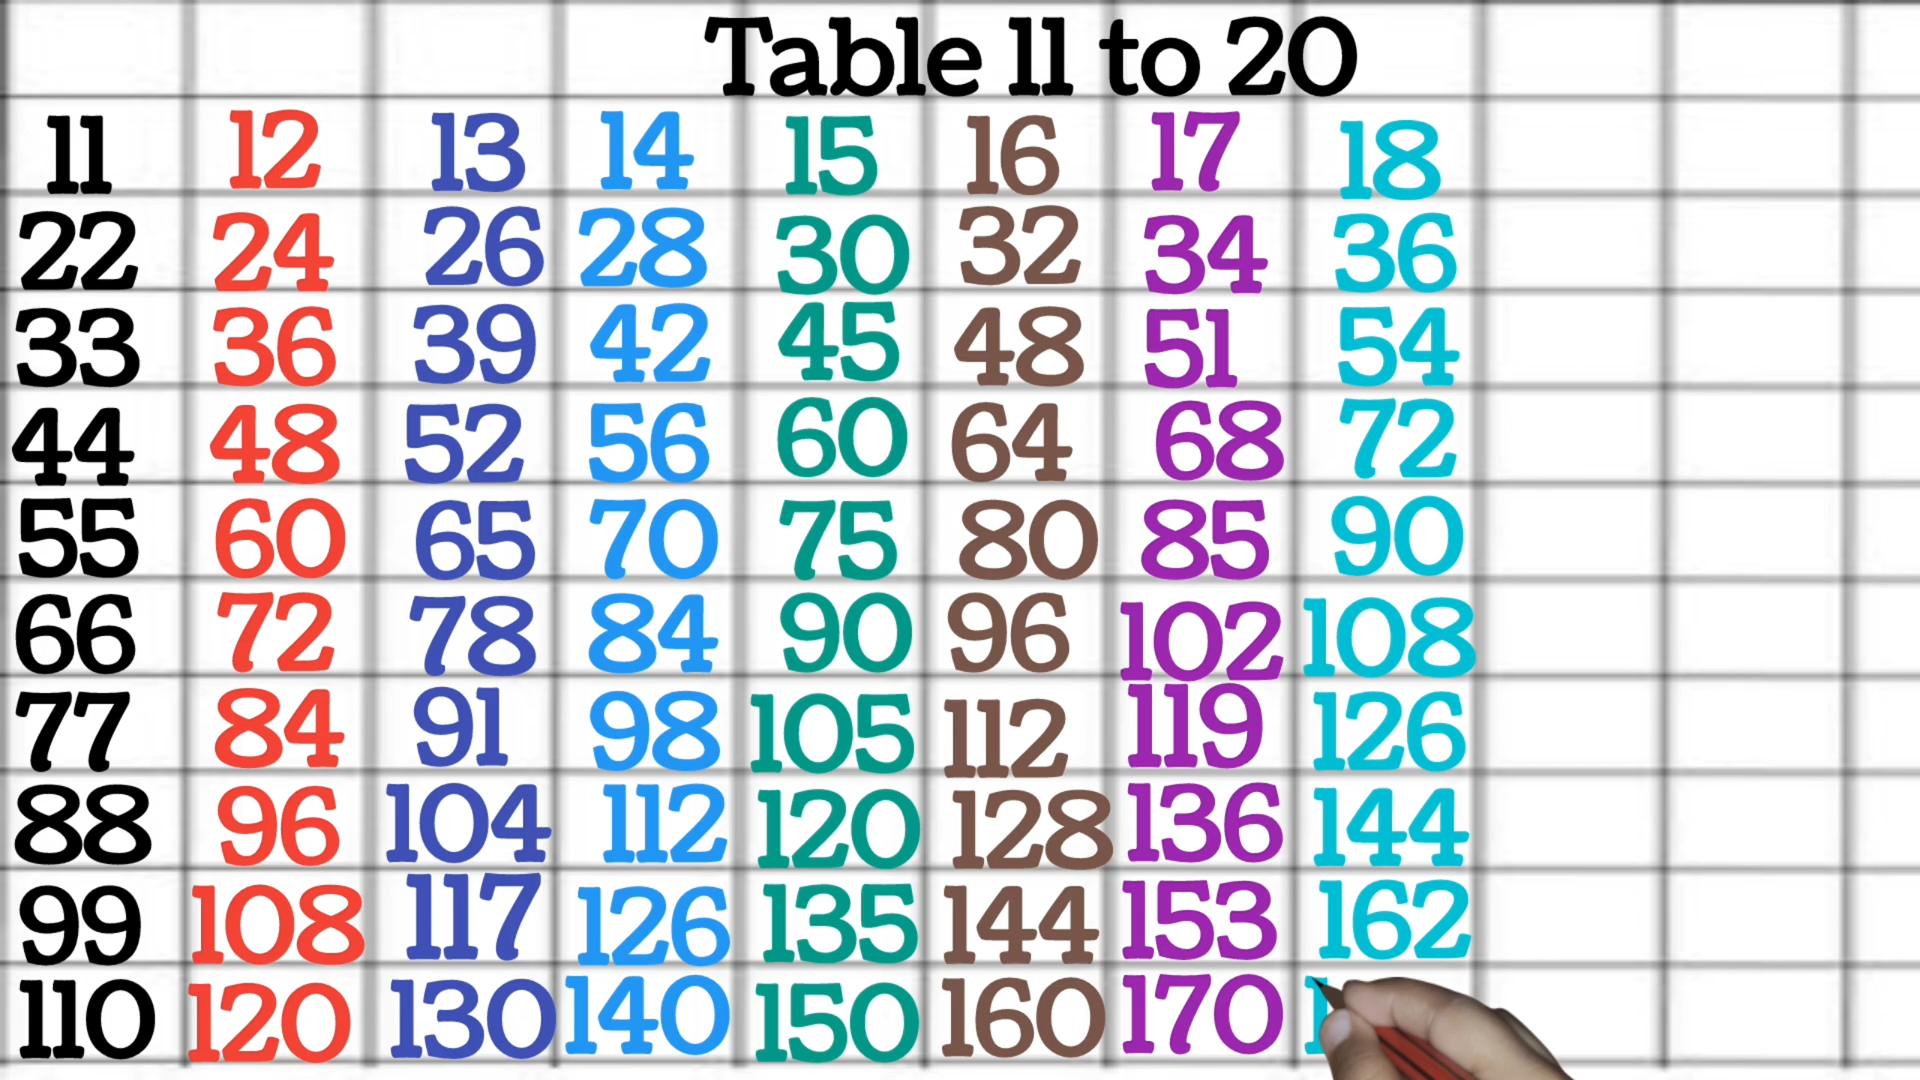 Table 11 to 20
11 12 13 14 15 16 17 18
22 24 26 28 30 32 34 36
33 36 39 42 45 48 51 54
44 48 52 56 60 64 68 72
55 60 65 70 75 80 85 90
66 72 78 84 90 96 102 108
77 84 91 98 105 112 119 126
88 96 104 112 120 128 136 144
99 108 117 126 135 144 153 162
110 120 130 140 150 160 170 1